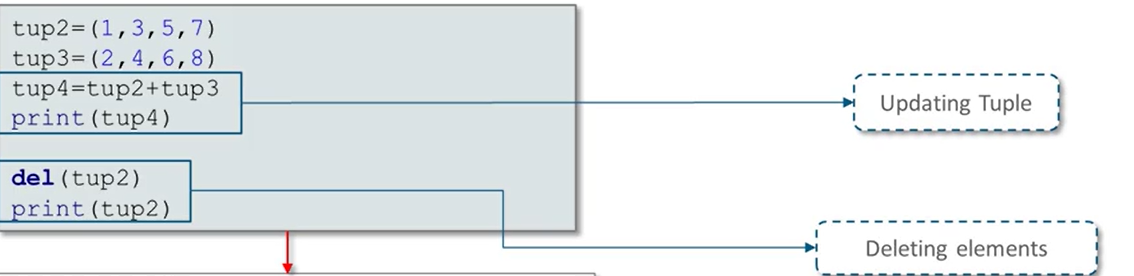 tup2=(1,3,5,7)
tup3=(2,4,6,8)
tup4=tup2+tup3
print(tup4)
Updating Tuple
del(tup2)
print(tup2)
Deleting elements